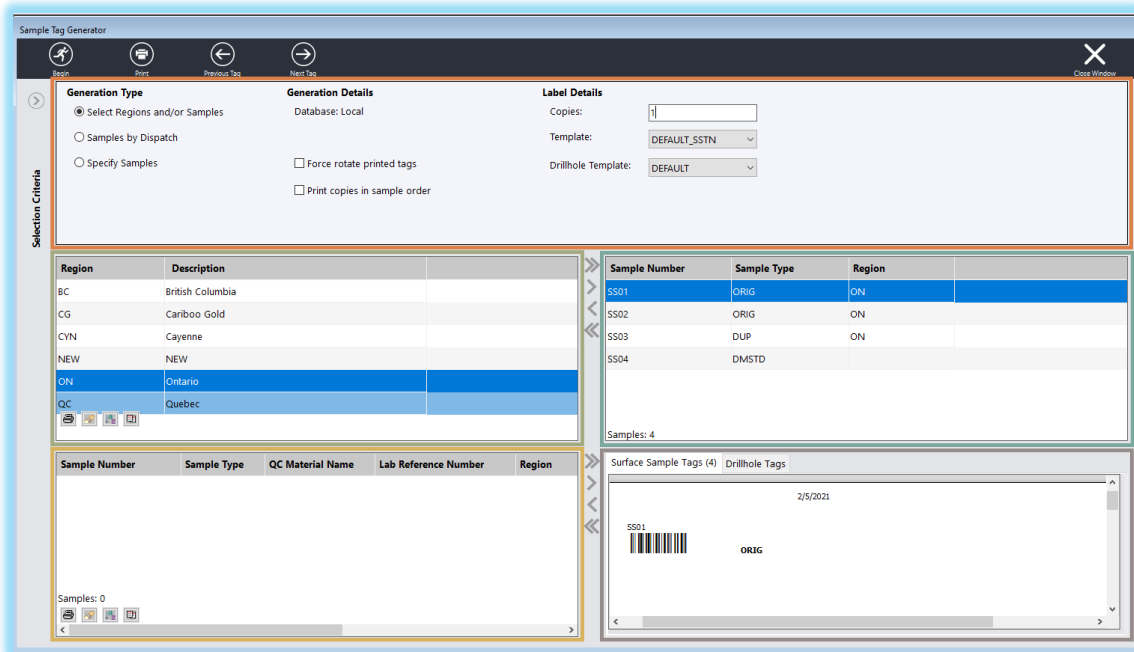 Sample Tag Generator
Begin Print Previous Tag Next Tag Close Window
Selection Criteria
Generation Type Generation Details Label Details
Select Regions and/or Samples Database: Local Copies: 1
Samples by Dispatch Template: DEFAULT_SSTN
Specify Samples Force rotate printed tags Drillhole Template: DEFAULT
Print copies in sample order
Region Description
BC British Columbia
CG Cariboo Gold
CYN Cayenne
NEW NEW
ON Ontario
QC Quebec
Sample Number Sample Type Region
SS01 ORIG ON
SS02 ORIG ON
SS03 DUP ON
SS04 DMSTD
Samples: 4
Sample Number Sample Type QC Material Name Lab Reference Number Region
Samples: 0
Surface Sample Tags (4) Drillhole Tags
2/5/2021
SS01
ORIG